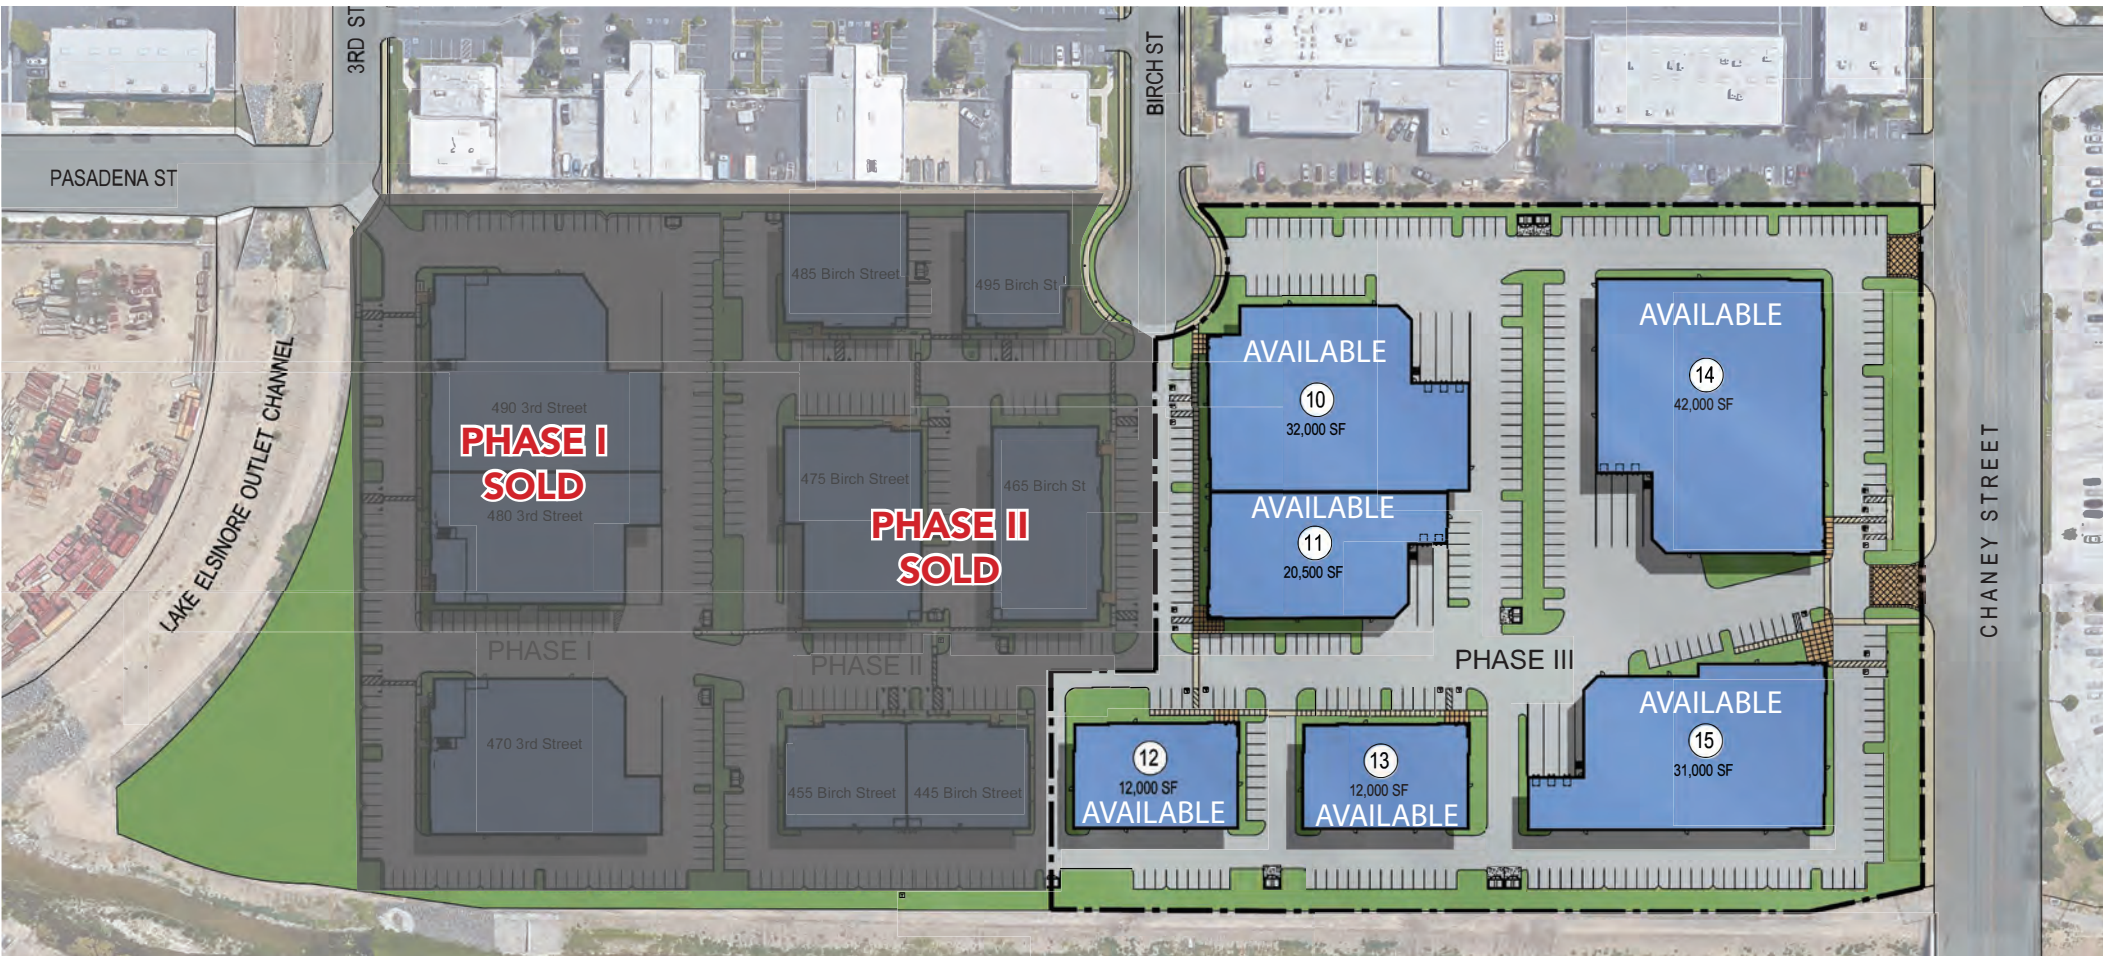 3RD ST
BIRCH ST
PASADENA ST
LAKE ELSINORE OUTLET CHANNEL
CHANEY STREET
485 Birch Street
495 Birch St
490 3rd Street
PHASE I
SOLD
480 3rd Street
475 Birch Street
465 Birch St
PHASE II
SOLD
PHASE I
PHASE II
470 3rd Street
455 Birch Street
445 Birch Street
AVAILABLE
10
32,000 SF
AVAILABLE
11
20,500 SF
AVAILABLE
14
42,000 SF
PHASE III
12
12,000 SF
AVAILABLE
13
12,000 SF
AVAILABLE
AVAILABLE
15
31,000 SF